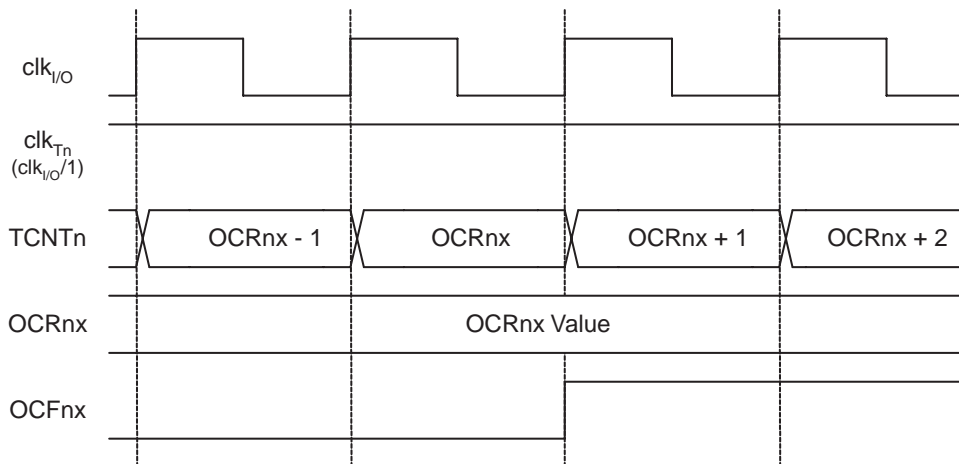 clkI/O
clkTn
(clkI/O/1)
TCNTn
OCRnx - 1
OCRnx
OCRnx + 1
OCRnx + 2
OCRnx
OCRnx Value
OCFnx